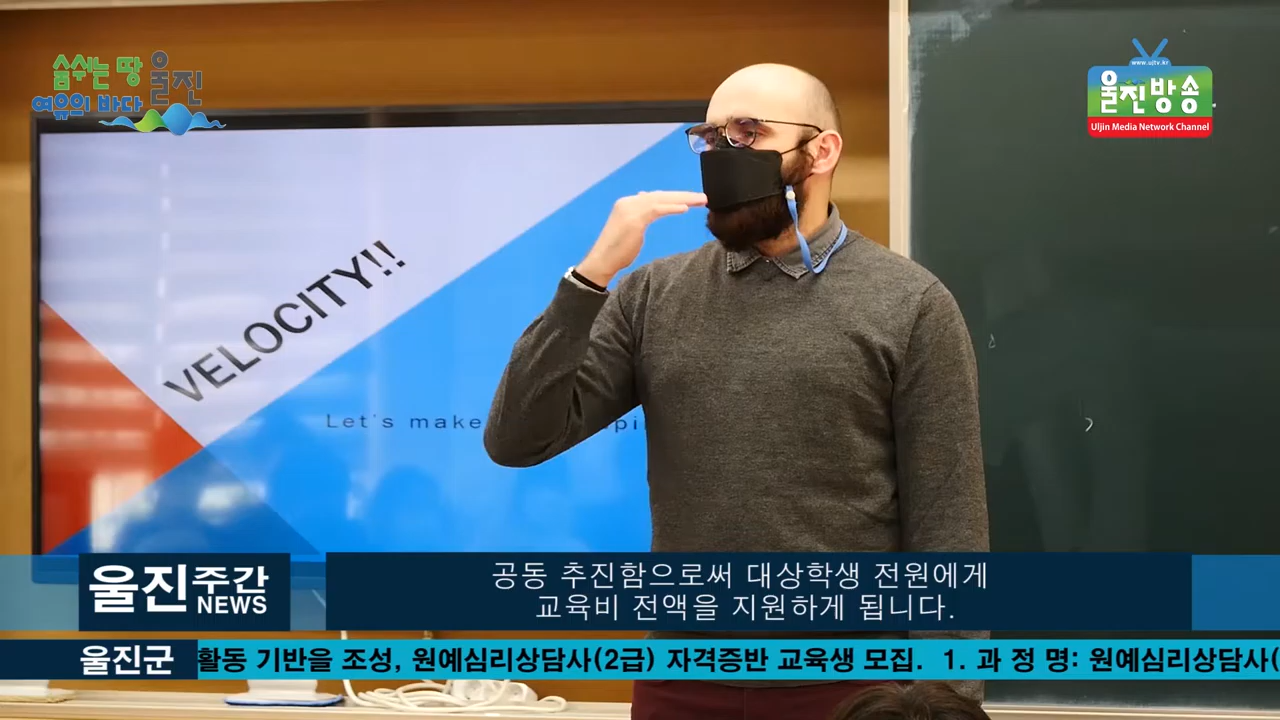 숨쉬는 땅
여유의 바다
울진
www.ujtv.kr
울진방송
Uljin Media Network Channel
VELOCITY!!
Let's make
울진주간
NEWS
공동 추진함으로써 대상학생 전원에게
교육비 전액을 지원하게 됩니다.
울진군
활동 기반을 조성, 원예심리상담사(2급) 자격증반 교육생 모집. 1. 과 정 명: 원예심리상담사(